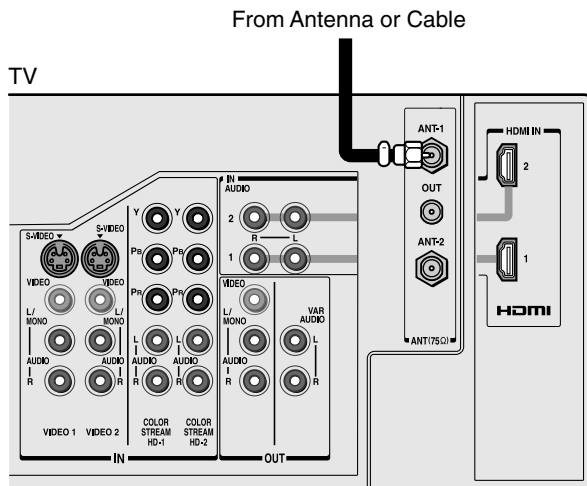 From Antenna or Cable
TV
ANT-1
OUT
ANT-2
ANT(75Ω)
HDMI IN
2
1
HDMI
IN
AUDIO
2
R L
1
S-VIDEO S-VIDEO
VIDEO VIDEO
L/
MONO
L/
MONO
AUDIO AUDIO
R R
VIDEO 1 VIDEO 2
Y Y
PB PB
PR PR
L L
AUDIO AUDIO
R R
COLOR
STREAM
HD-1
COLOR
STREAM
HD-2
IN
VIDEO
L/
MONO
AUDIO
R
VAR
AUDIO
L
R
OUT